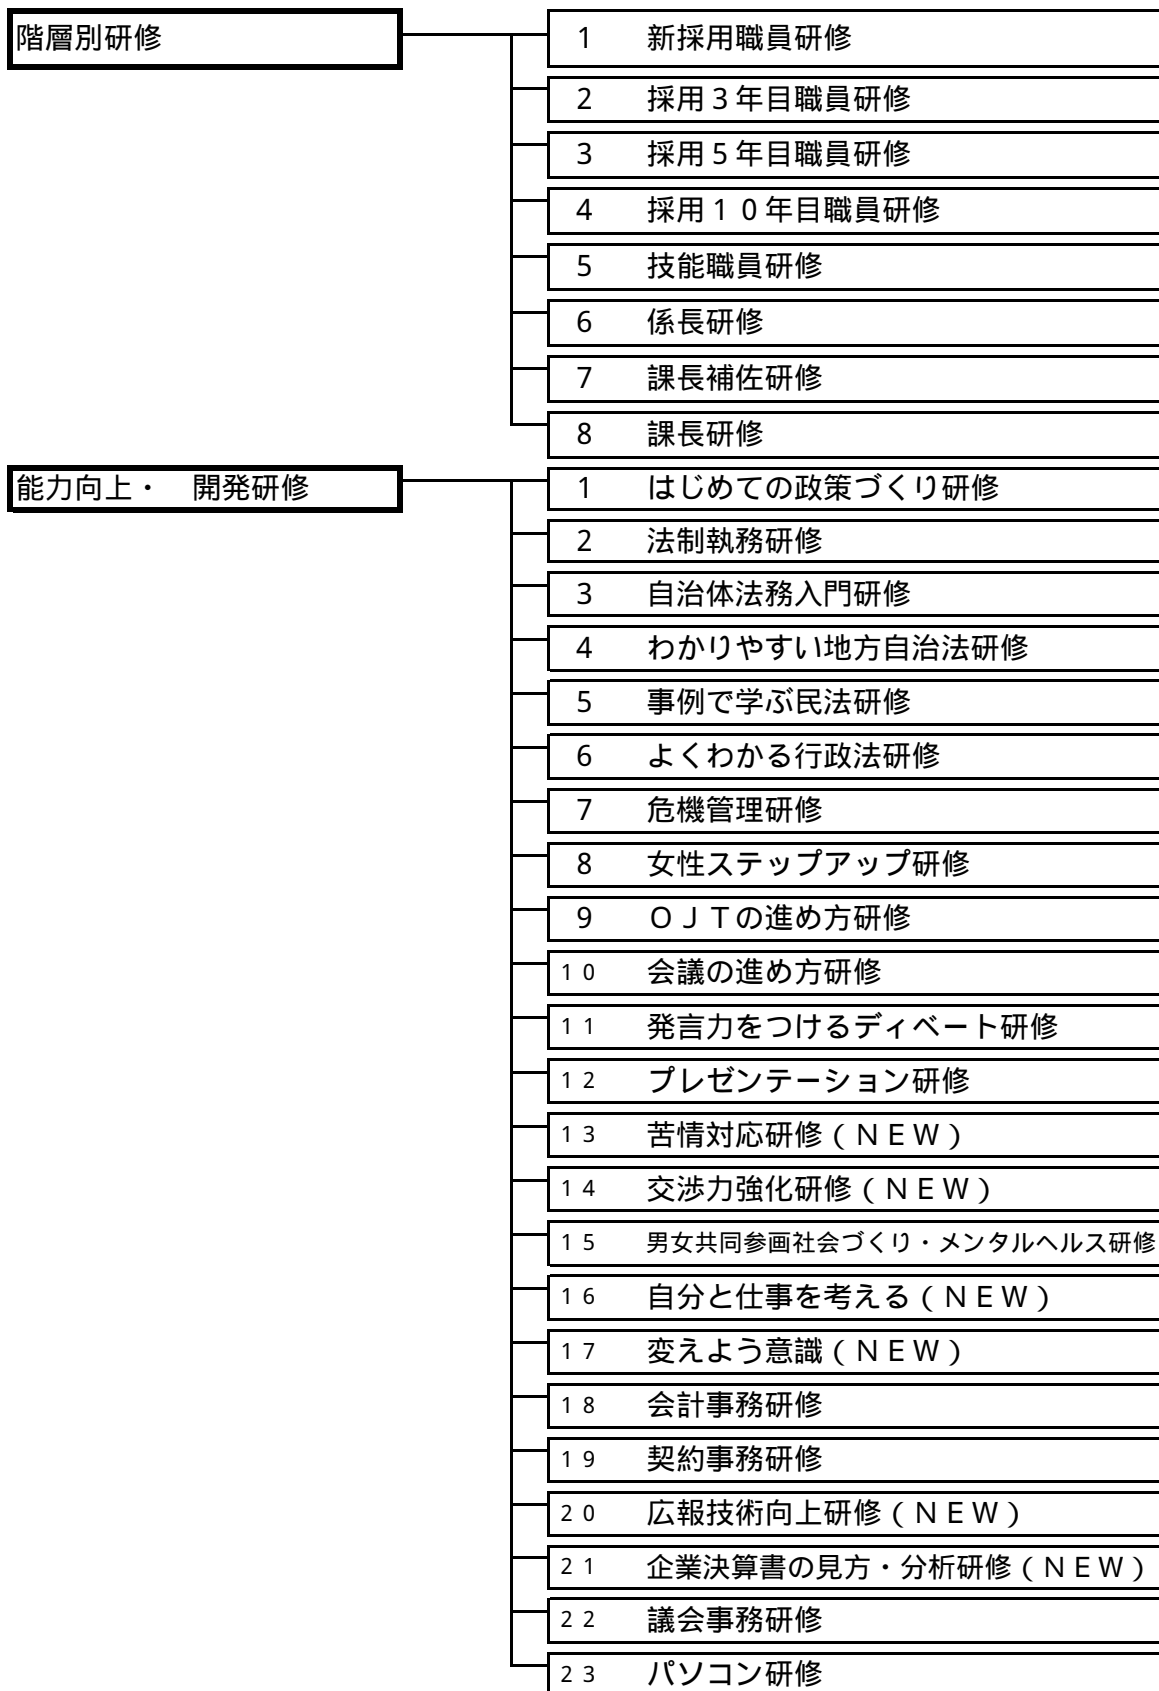 階層別研修
1 新採用職員研修
2 採用3年目職員研修
3 採用5年目職員研修
4 採用10年目職員研修
5 技能職員研修
6 係長研修
7 課長補佐研修
8 課長研修
能力向上・ 開発研修
1 はじめての政策づくり研修
2 法制執務研修
3 自治体法務入門研修
4 わかりやすい地方自治法研修
5 事例で学ぶ民法研修
6 よくわかる行政法研修
7 危機管理研修
8 女性ステップアップ研修
9 OJTの進め方研修
10 会議の進め方研修
11 発言力をつけるディベート研修
12 プレゼンテーション研修
13 苦情対応研修(NEW)
14 交渉力強化研修(NEW)
15 男女共同参画社会づくり・メンタルヘルス研修
16 自分と仕事を考える(NEW)
17 変えよう意識(NEW)
18 会計事務研修
19 契約事務研修
20 広報技術向上研修(NEW)
21 企業決算書の見方・分析研修(NEW)
22 議会事務研修
23 パソコン研修